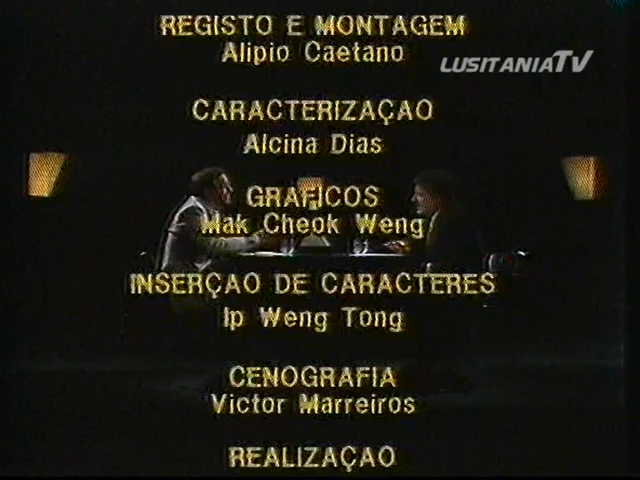 REGISTO E MONTAGEM
Alipio Caetano
LUSITANIATV
CARACTERIZAÇAO
Alcina Dias
GRAFICOS
Mak Cheok Weng
INSERÇAO DE CARACTERES
Ip Weng Tong
CENOGRAFIA
Victor Marreiros
REALIZAÇAO